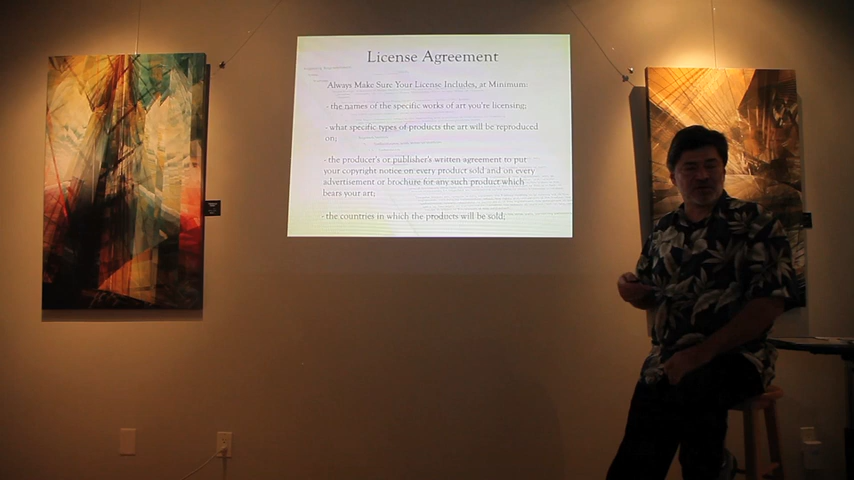 License Agreement
Always Make Sure Your License Includes, at Minimum:
- the names of the specific works of art you're licensing;
- what specific types of products the art will be reproduced
on;
- the producer's or publisher's written agreement to put
your copyright notice on every product sold and on every
advertisement or brochure for any such product which
bears your art;
- the countries in which the products will be sold;